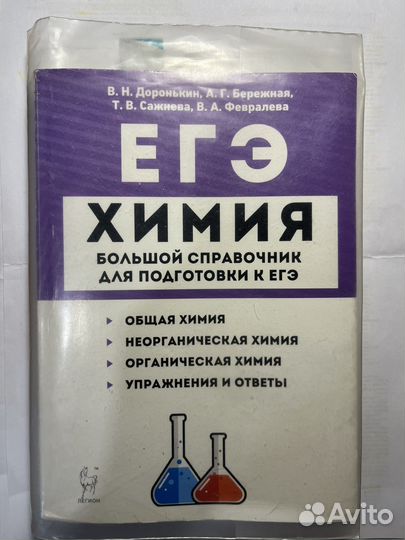 В. Н. Доронькин, А. Г. Бережная,
Т. В. Сажнева, В. А. Февралева
ЕГЭ
ХИМИЯ
БОЛЬШОЙ СПРАВОЧНИК
ДЛЯ ПОДГОТОВКИ К ЕГЭ
ОБЩАЯ ХИМИЯ
НЕОРГАНИЧЕСКАЯ ХИМИЯ
ОРГАНИЧЕСКАЯ ХИМИЯ
УПРАЖНЕНИЯ И ОТВЕТЫ
ЛЕГИОН
Avito